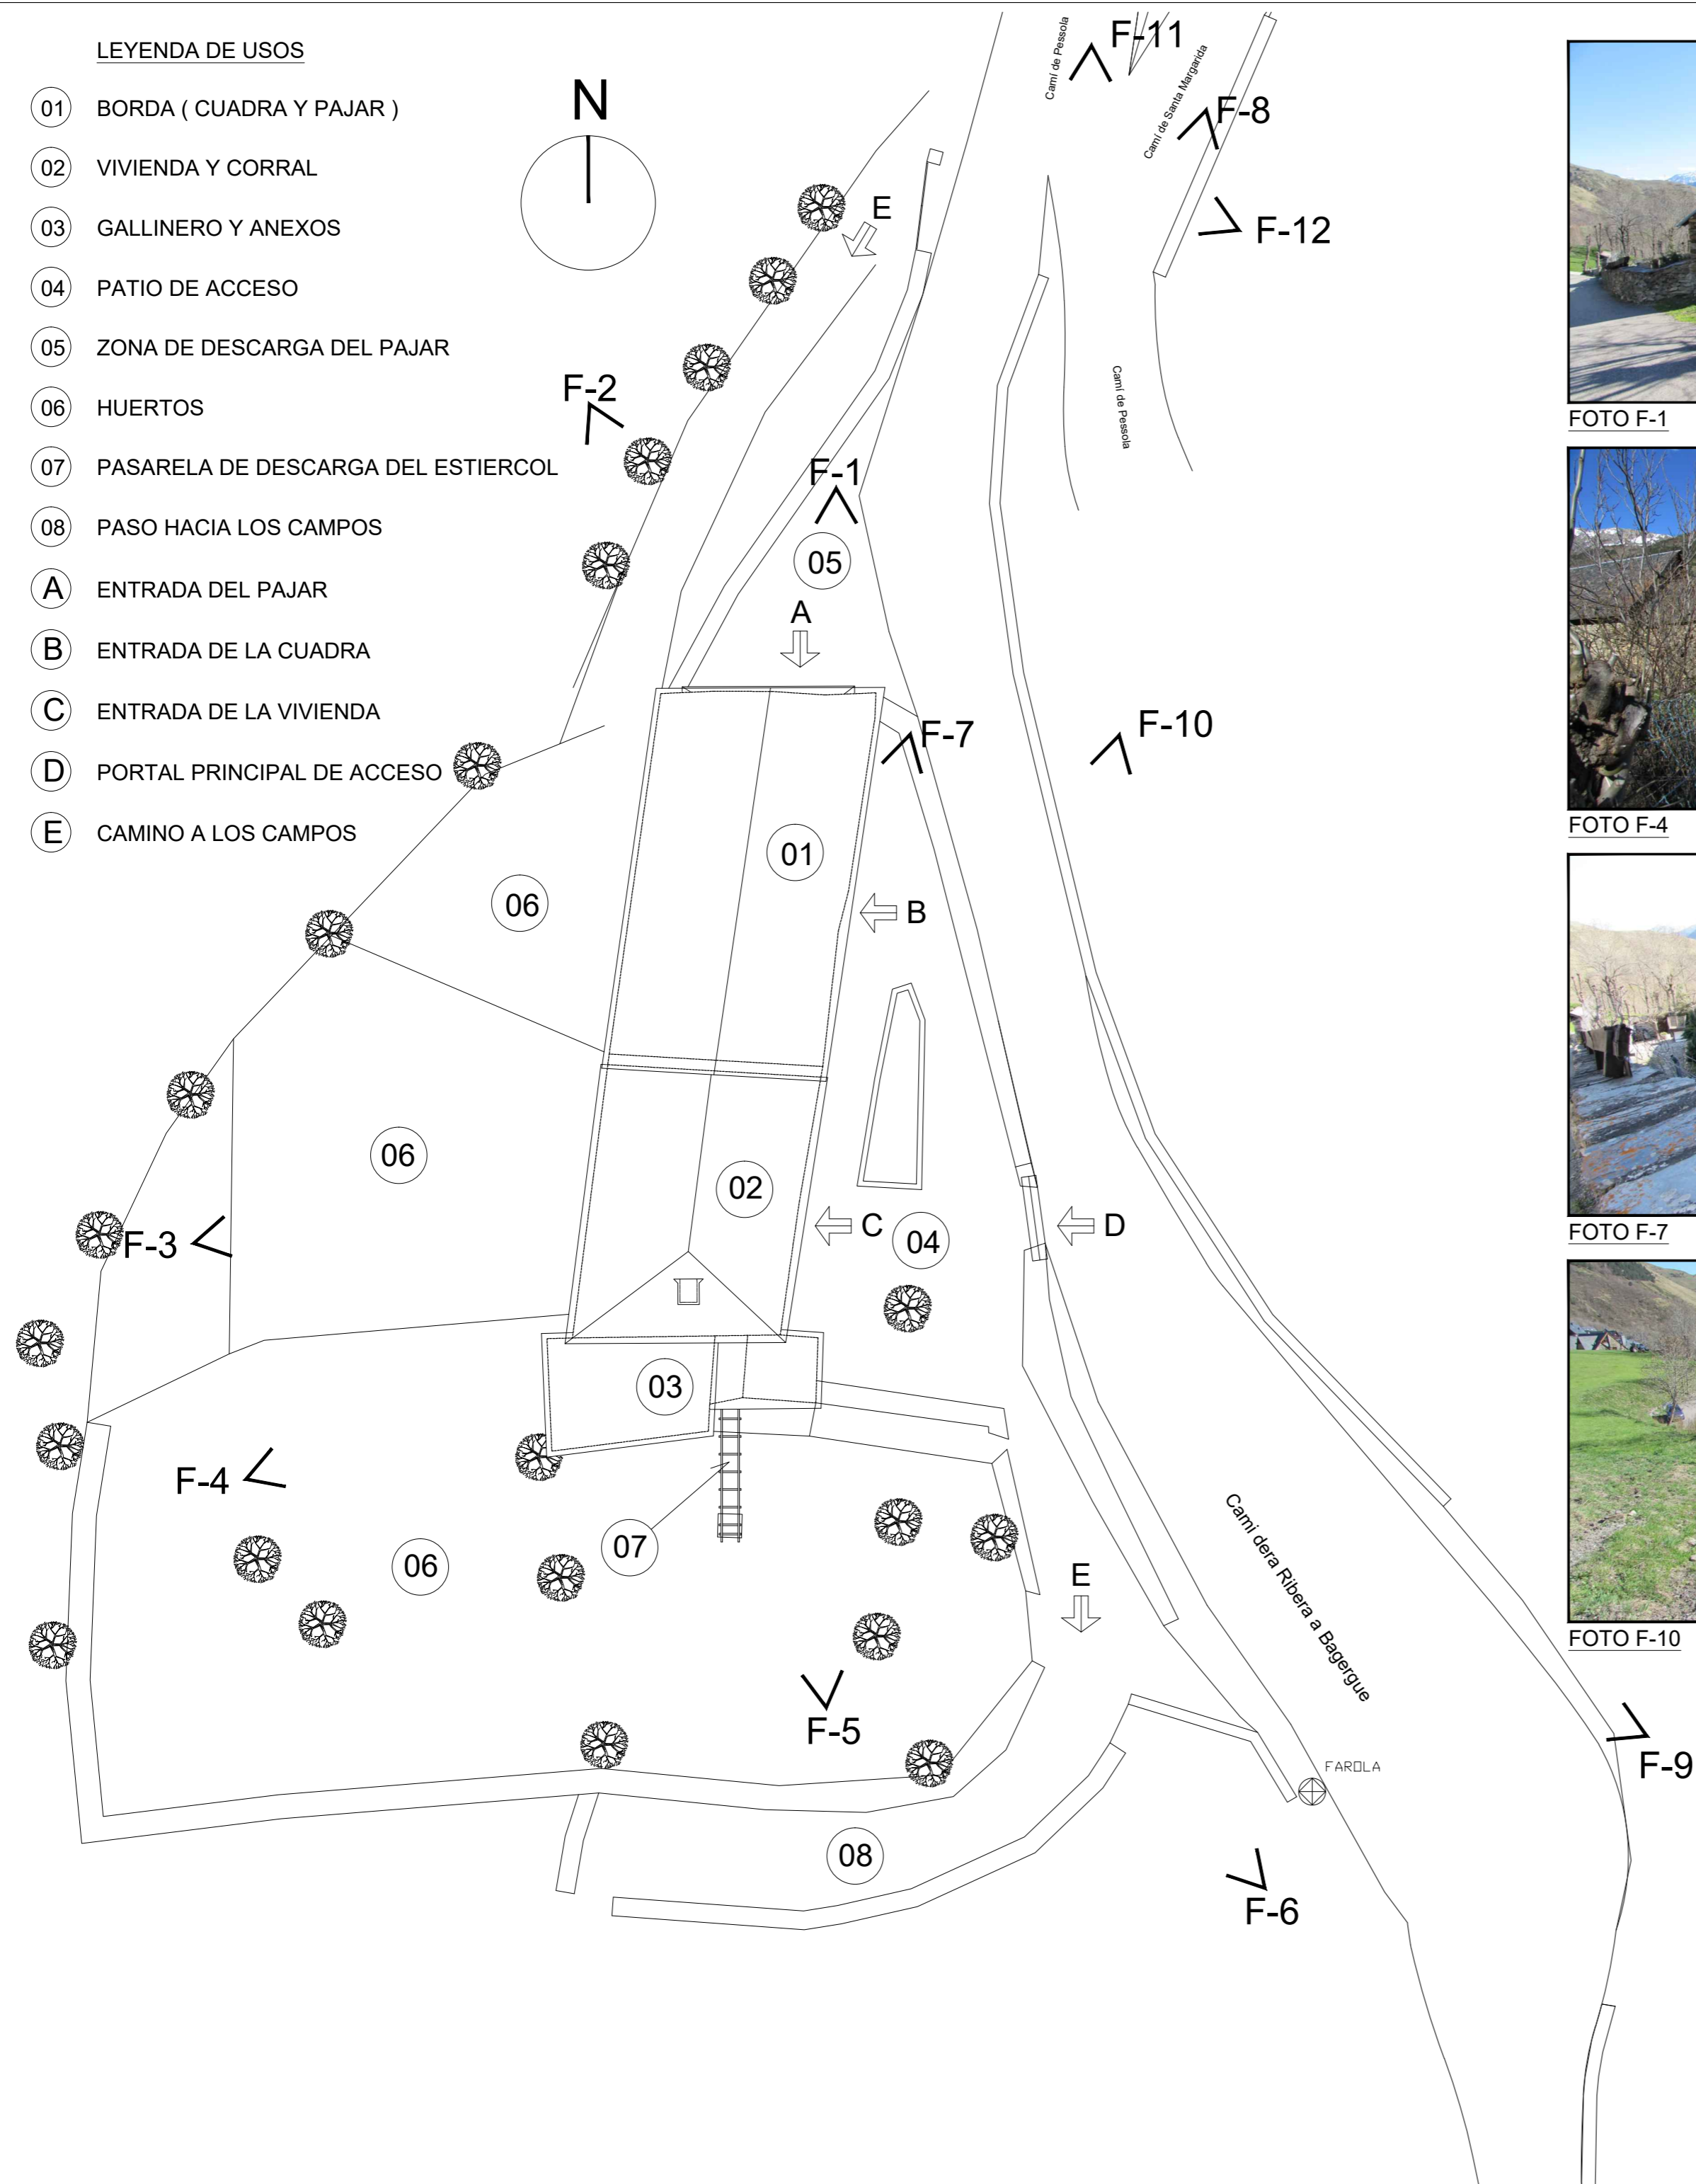 LEYENDA DE USOS
01 BORDA ( CUADRA Y PAJAR )
02 VIVIENDA Y CORRAL
03 GALLINERO Y ANEXOS
04 PATIO DE ACCESO
05 ZONA DE DESCARGA DEL PAJAR
06 HUERTOS
07 PASARELA DE DESCARGA DEL ESTIERCOL
08 PASO HACIA LOS CAMPOS
A ENTRADA DEL PAJAR
B ENTRADA DE LA CUADRA
C ENTRADA DE LA VIVIENDA
D PORTAL PRINCIPAL DE ACCESO
E CAMINO A LOS CAMPOS
N
Camí de Pessola
F-11
Camí de Santa Margarida
F-8
E
F-12
Camí de Pessola
F-2
F-1
05
A
F-7
F-10
01
06
B
06
02
F-3
C
04
D
03
F-4
07
06
E
Camí dera Ribera a Bagergue
F-5
FAROLA
F-9
08
F-6
FOTO F-1
FOTO F-4
FOTO F-7
FOTO F-10